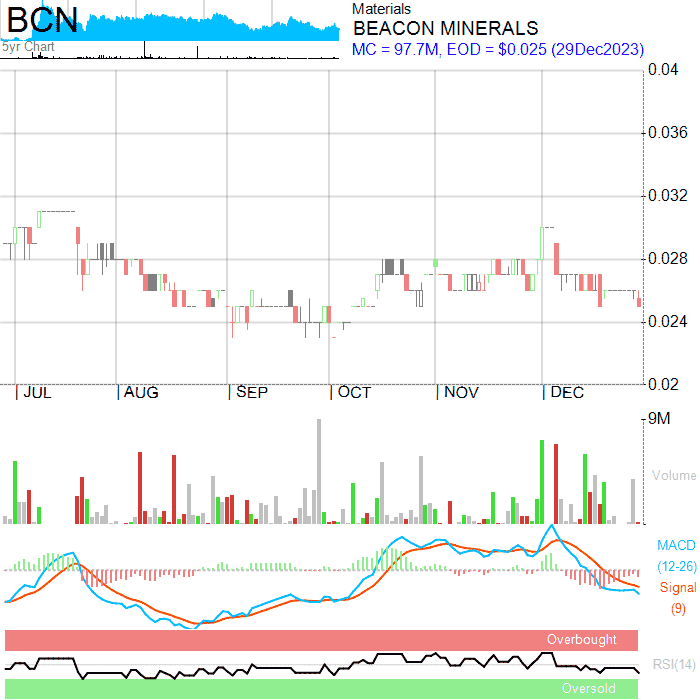 BCN
5yr Chart
Materials
BEACON MINERALS
MC = 97.7M, EOD = $0.025 (29Dec2023)
0.04
0.036
0.032
0.028
0.024
0.02
JUL AUG SEP OCT NOV DEC
9M
Volume
MACD
(12-26)
Signal
(9)
Overbought
RSI(14)
Oversold